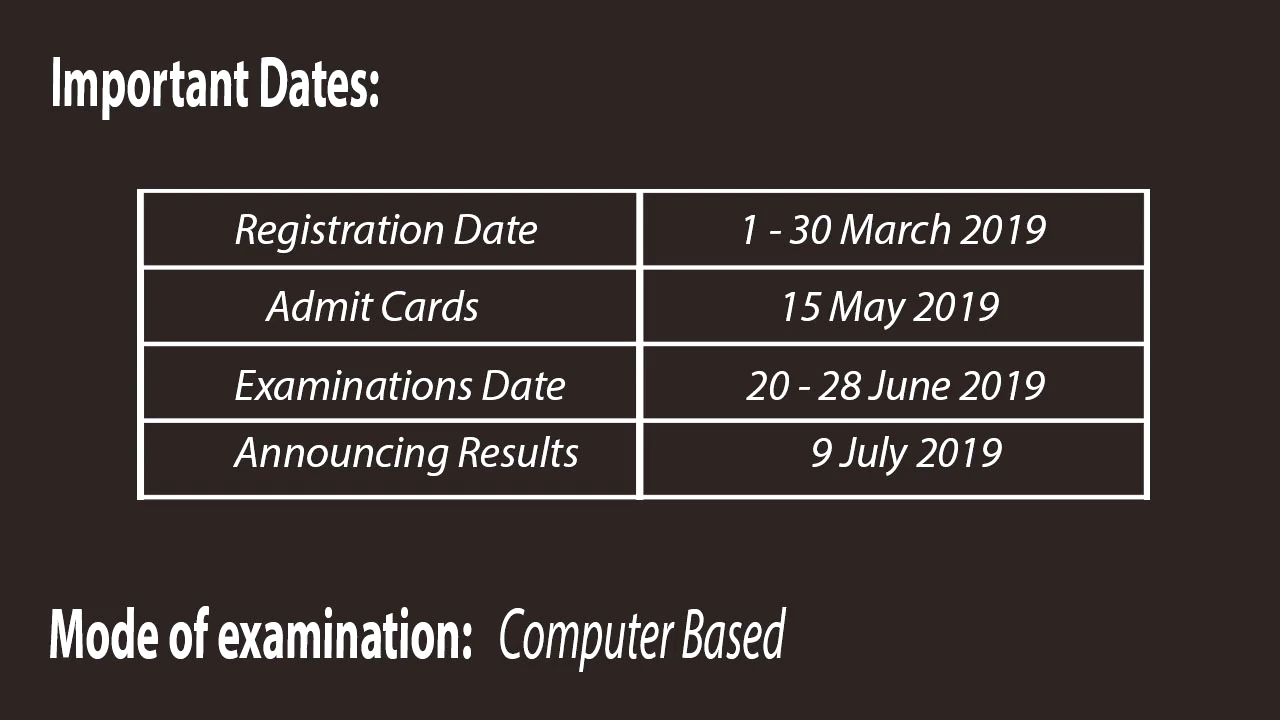 Important Dates:
Registration Date 1 - 30 March 2019
Admit Cards 15 May 2019
Examinations Date 20 - 28 June 2019
Announcing Results 9 July 2019
Mode of examination: Computer Based